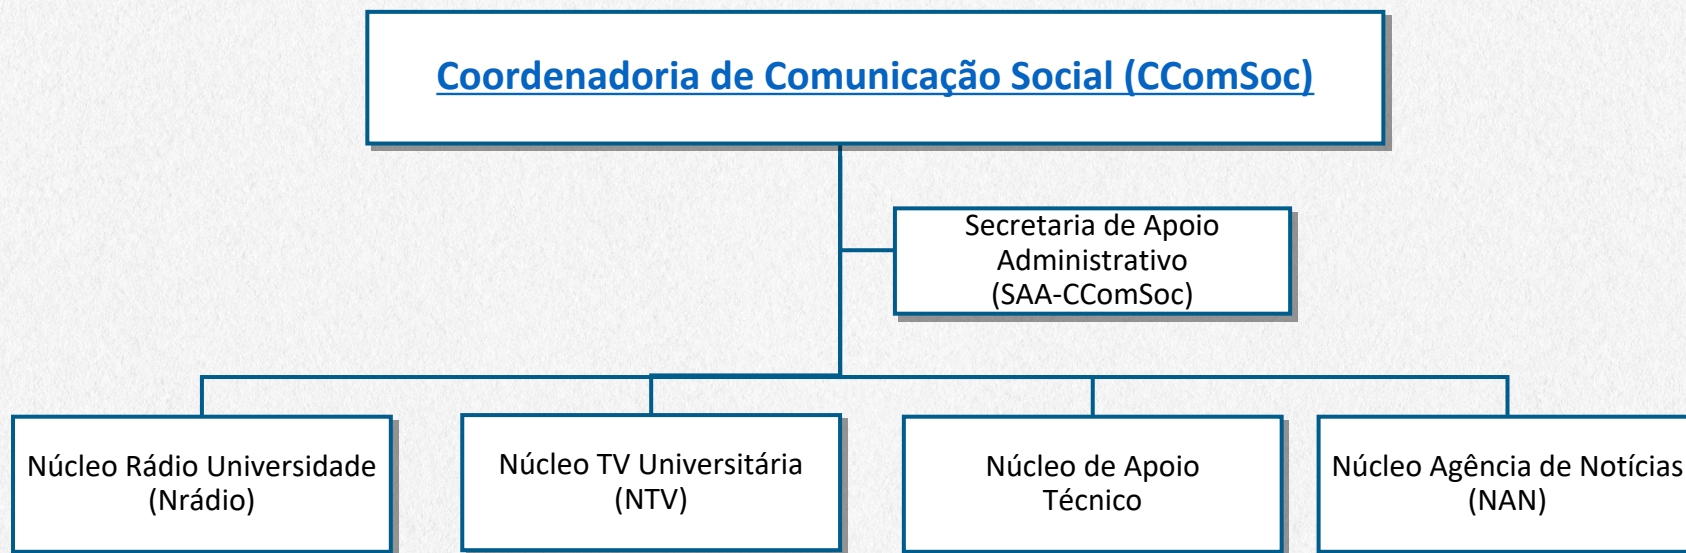 Coordenadoria de Comunicação Social (CComSoc)
Secretaria de Apoio
Administrativo
(SAA-CComSoc)
Núcleo Rádio Universidade
(Nrádio)
Núcleo TV Universitária
(NTV)
Núcleo de Apoio
Técnico
Núcleo Agência de Notícias
(NAN)